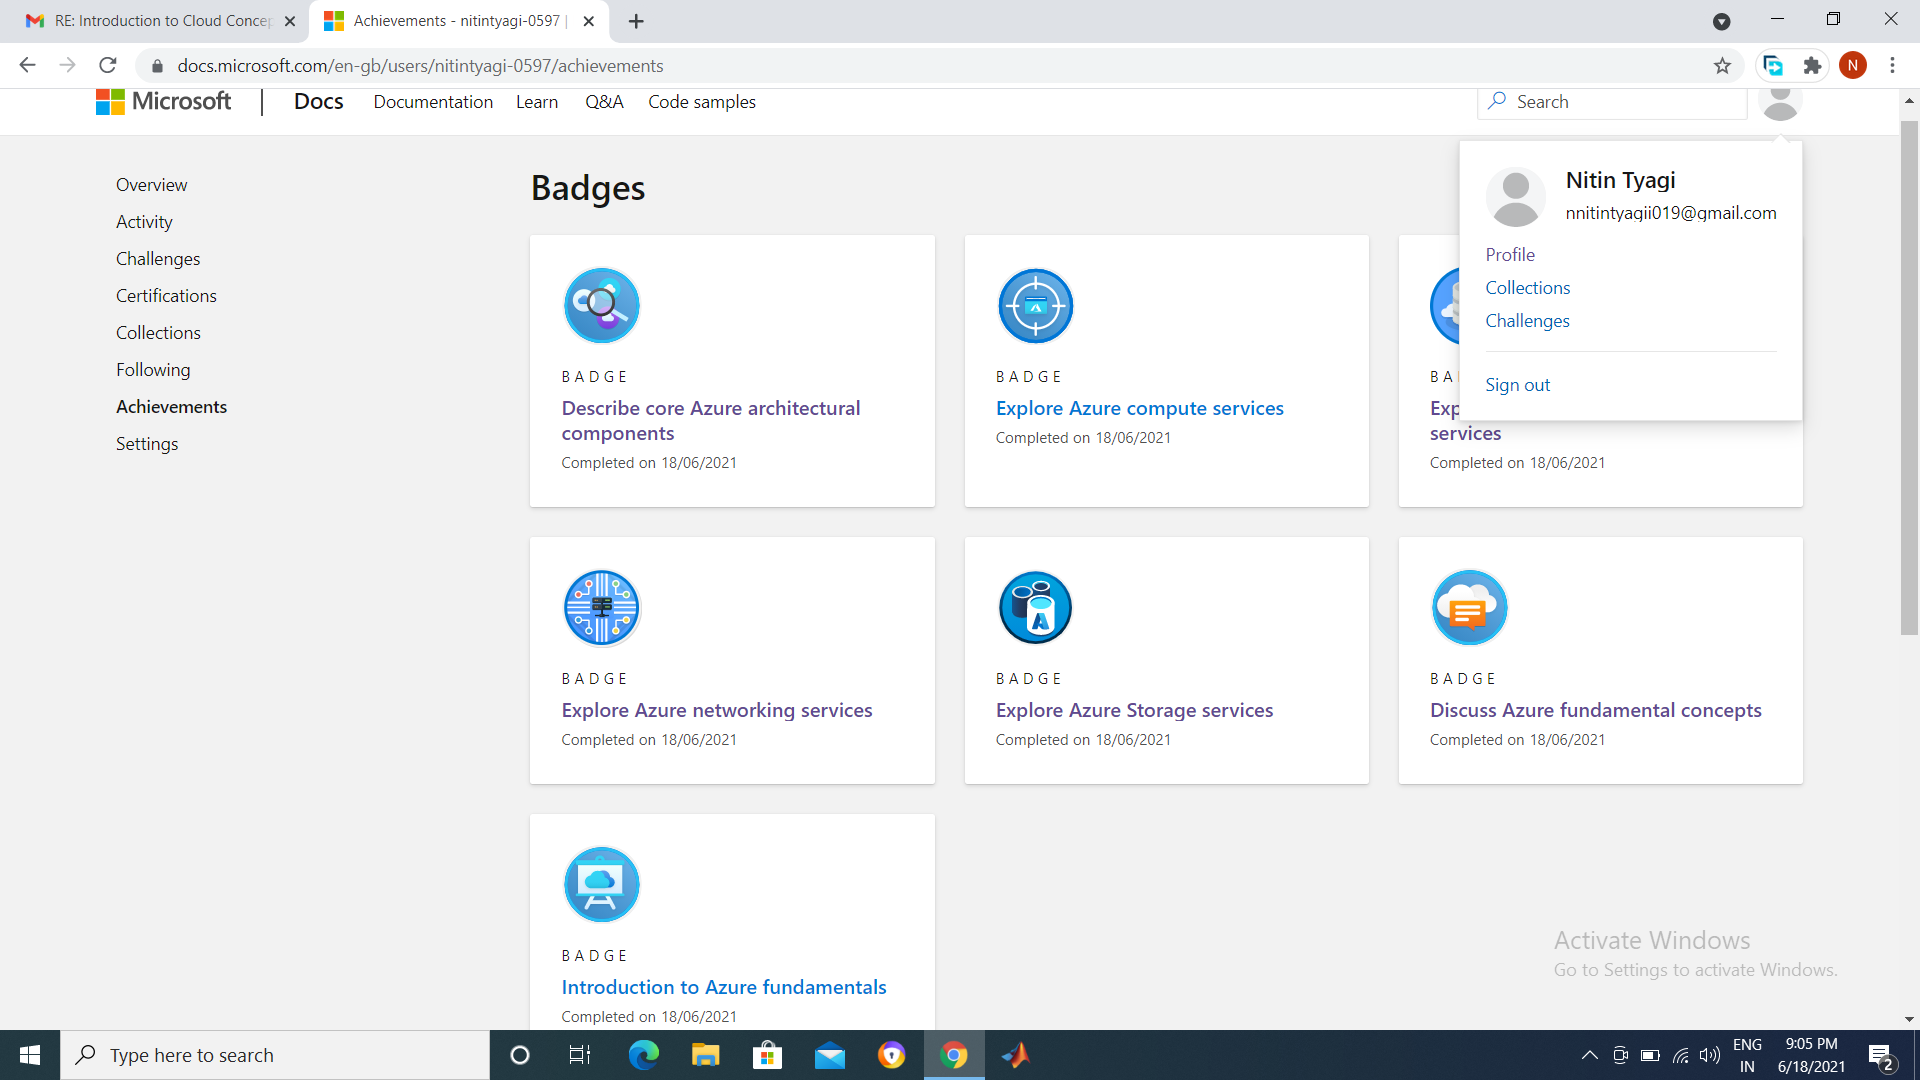 RE: Introduction to Cloud Concep
Achievements - nitintyagi-0597 |
docs.microsoft.com/en-gb/users/nitintyagi-0597/achievements
N
Microsoft
Docs
Documentation
Learn
Q&A
Code samples
Search
Nitin Tyagi
nnitintyagii019@gmail.com
Profile
Collections
Challenges
Sign out
Overview
Activity
Challenges
Certifications
Collections
Following
Achievements
Settings
Badges
BADGE
Describe core Azure architectural
components
Completed on 18/06/2021
BADGE
Explore Azure compute services
Completed on 18/06/2021
BA
Exp
services
Completed on 18/06/2021
BADGE
Explore Azure networking services
Completed on 18/06/2021
BADGE
Explore Azure Storage services
Completed on 18/06/2021
BADGE
Discuss Azure fundamental concepts
Completed on 18/06/2021
BADGE
Introduction to Azure fundamentals
Completed on 18/06/2021
Activate Windows
Go to Settings to activate Windows.
Type here to search
ENG
IN
9:05 PM
6/18/2021
2